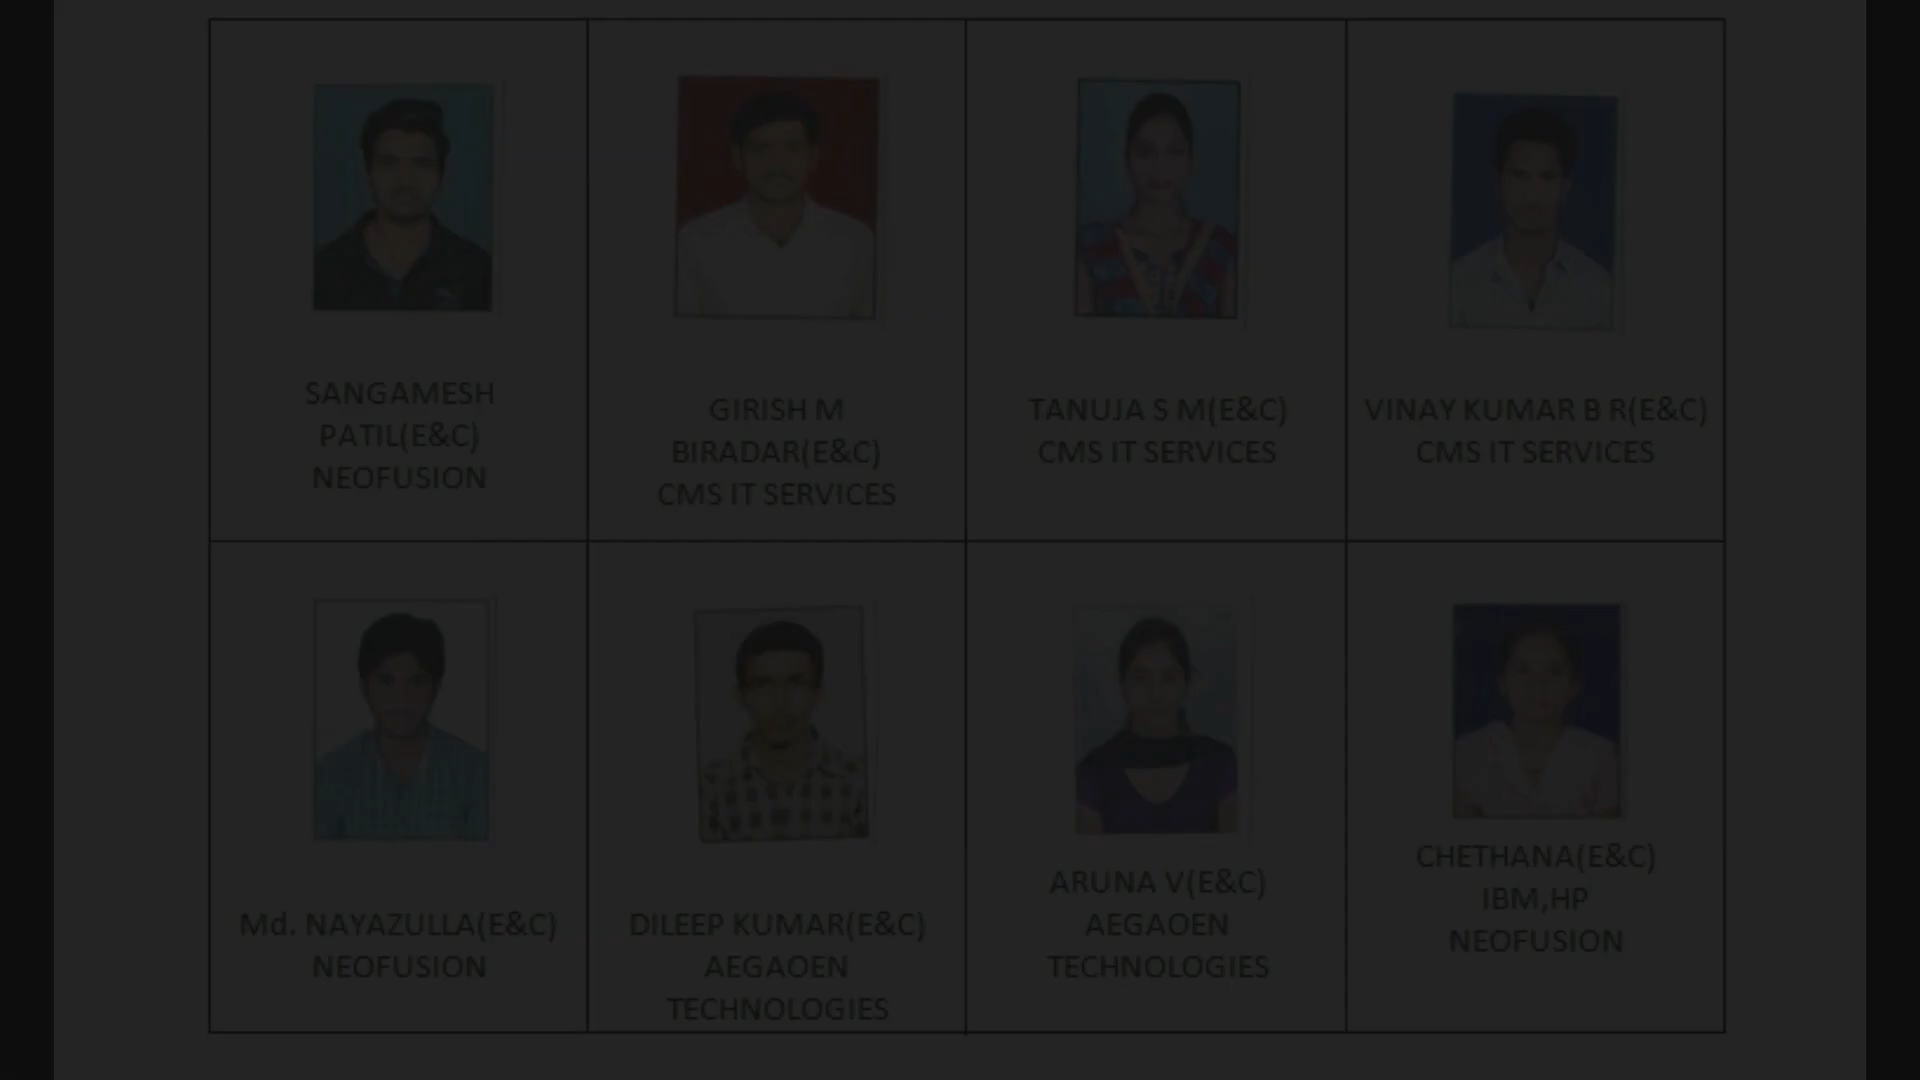 SANGAMESH
PATIL(E&C)
NEOFUSION
GIRISH M
BIRADAR(E&C)
CMS IT SERVICES
TANUJA S M(E&C)
CMS IT SERVICES
VINAY KUMAR B R(E&C)
CMS IT SERVICES
Md. NAYAZULLA(E&C)
NEOFUSION
DILEEP KUMAR(E&C)
AEGAOEN
TECHNOLOGIES
ARUNA V(E&C)
AEGAOEN
TECHNOLOGIES
CHETHANA(E&C)
IBM,HP
NEOFUSION